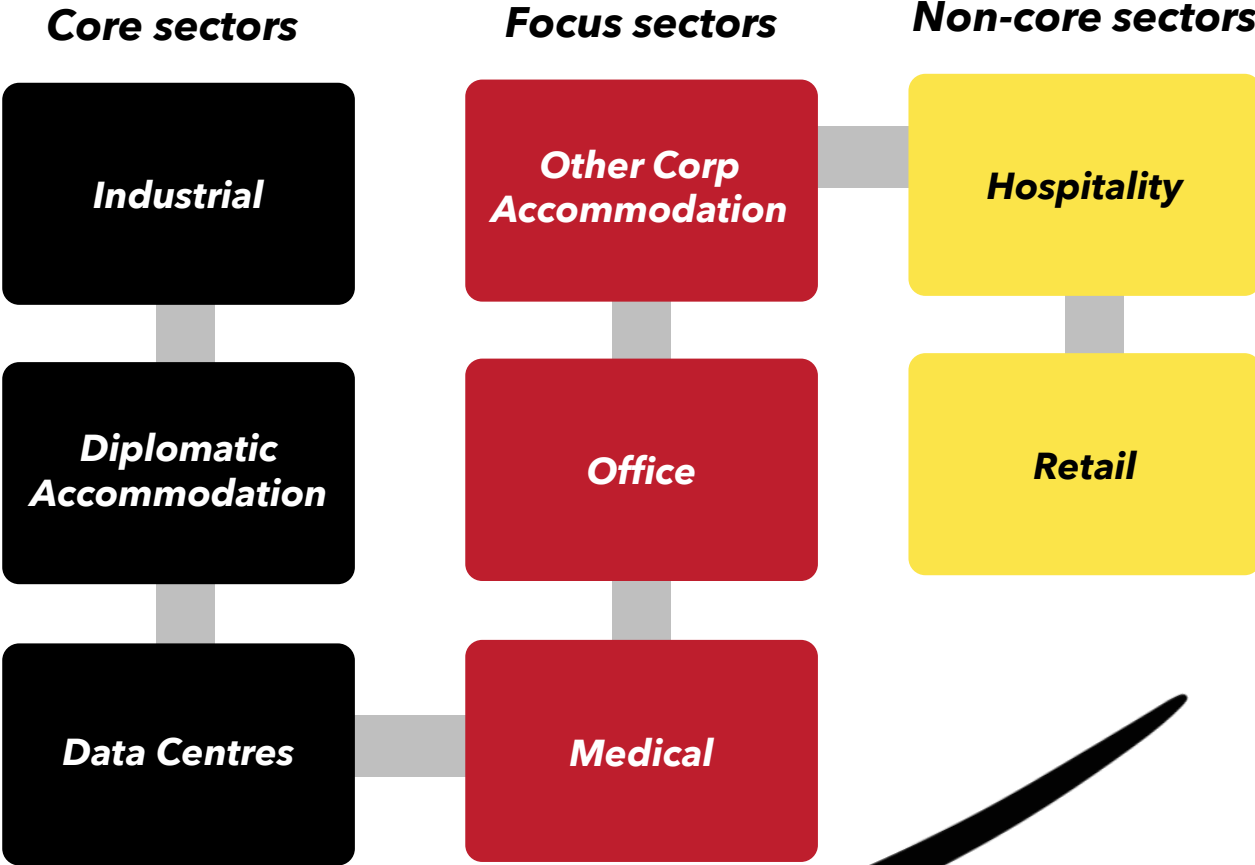 Core sectors
Focus sectors
Non-core sectors
Industrial
Other Corp
Accommodation
Hospitality
Diplomatic
Accommodation
Office
Retail
Data Centres
Medical